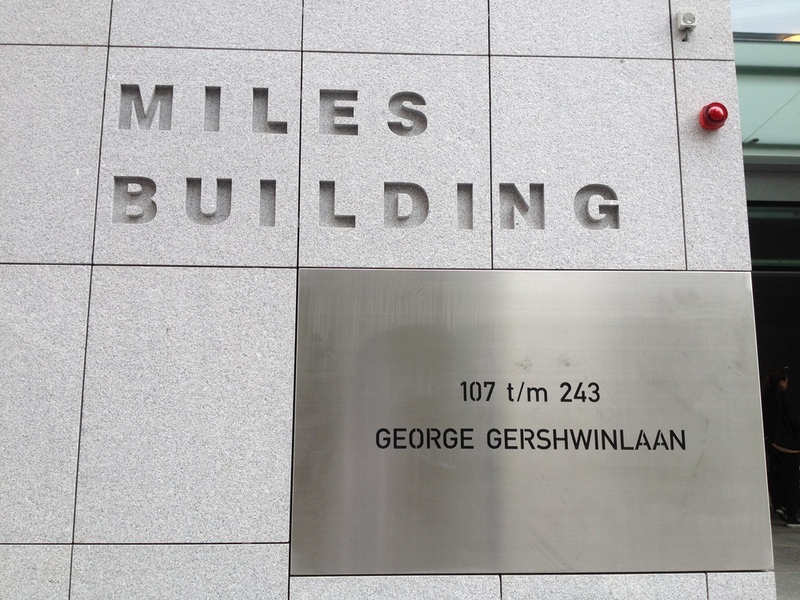 MILES
BUILDING
107 t/m 243
GEORGE GERSHWINLAAN